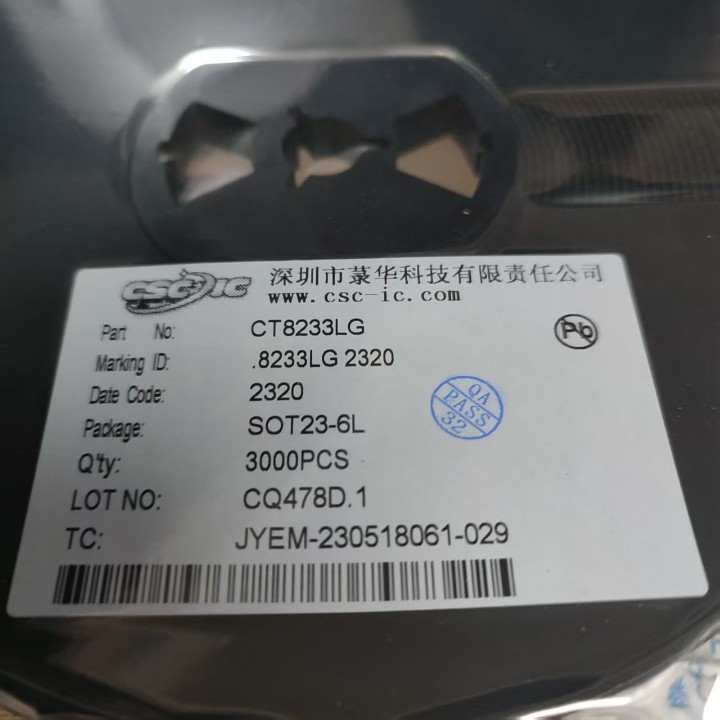 CSC-IC 深圳市菉华科技有限责任公司
www.csc-ic.com
Part No: CT8233LG
Pb
Marking ID: .8233LG 2320
Date Code: 2320
Package: SOT23-6L
Q'ty: 3000PCS
LOT NO: CQ478D.1
TC: JYEM-230518061-029
QA
PASS
32